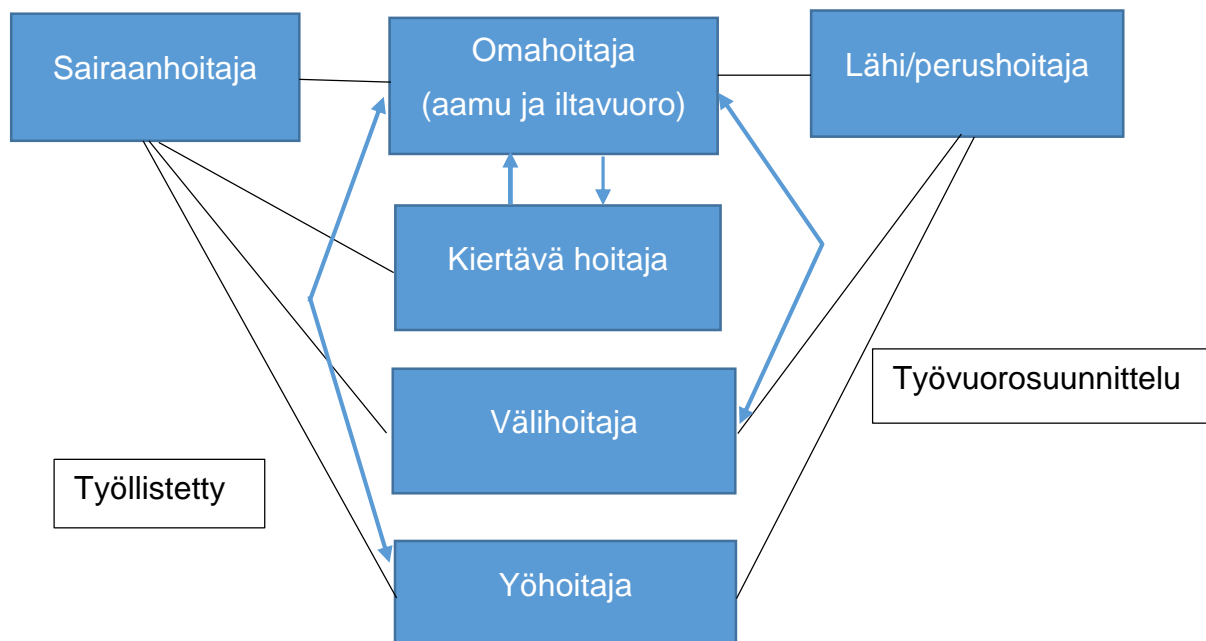 Sairaanhoitaja
Omahoitaja
(aamu ja iltavuoro)
Lähi/perushoitaja
Kiertävä hoitaja
Työvuorosuunnittelu
Välihoitaja
Työllistetty
Yöhoitaja